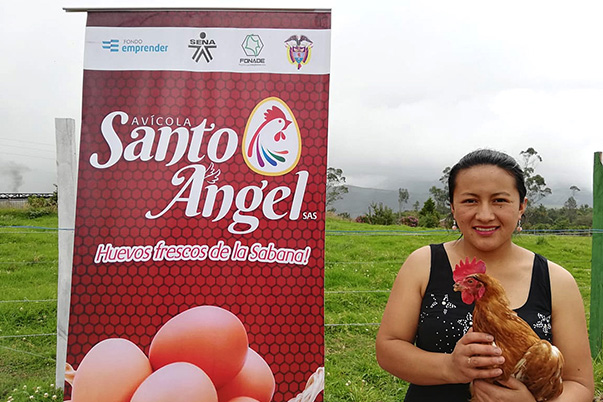 FONDO
emprender
SENA
FONADE
AVÍCOLA
Santo
Angel SAS
Huevos frescos de la Sabana!